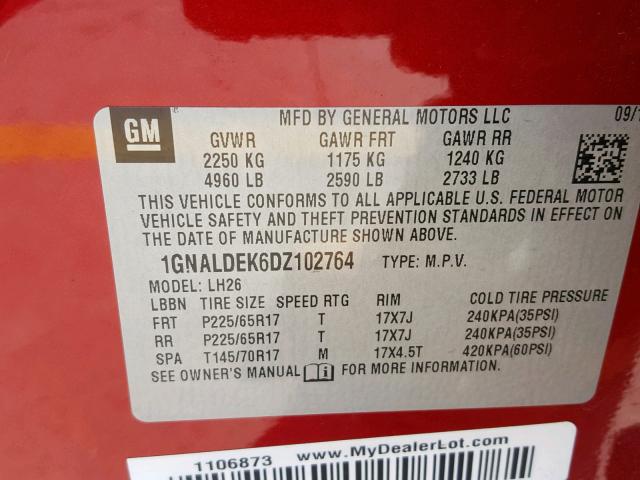 GM
MFD BY GENERAL MOTORS LLC 09/1
GVWR GAWR FRT GAWR RR
2250 KG 1175 KG 1240 KG
4960 LB 2590 LB 2733 LB
THIS VEHICLE CONFORMS TO ALL APPLICABLE U.S. FEDERAL MOTOR
VEHICLE SAFETY AND THEFT PREVENTION STANDARDS IN EFFECT ON
THE DATE OF MANUFACTURE SHOWN ABOVE.
1GNALDEK6DZ102764 TYPE: M.P.V.
MODEL: LH26
LBBN TIRE SIZE SPEED RTG RIM COLD TIRE PRESSURE
FRT P225/65R17 T 17X7J 240KPA(35PSI)
RR P225/65R17 T 17X7J 240KPA(35PSI)
SPA T145/70R17 M 17X4.5T 420KPA(60PSI)
SEE OWNER'S MANUAL i FOR MORE INFORMATION.
1106873 www.MyDealerLot.com